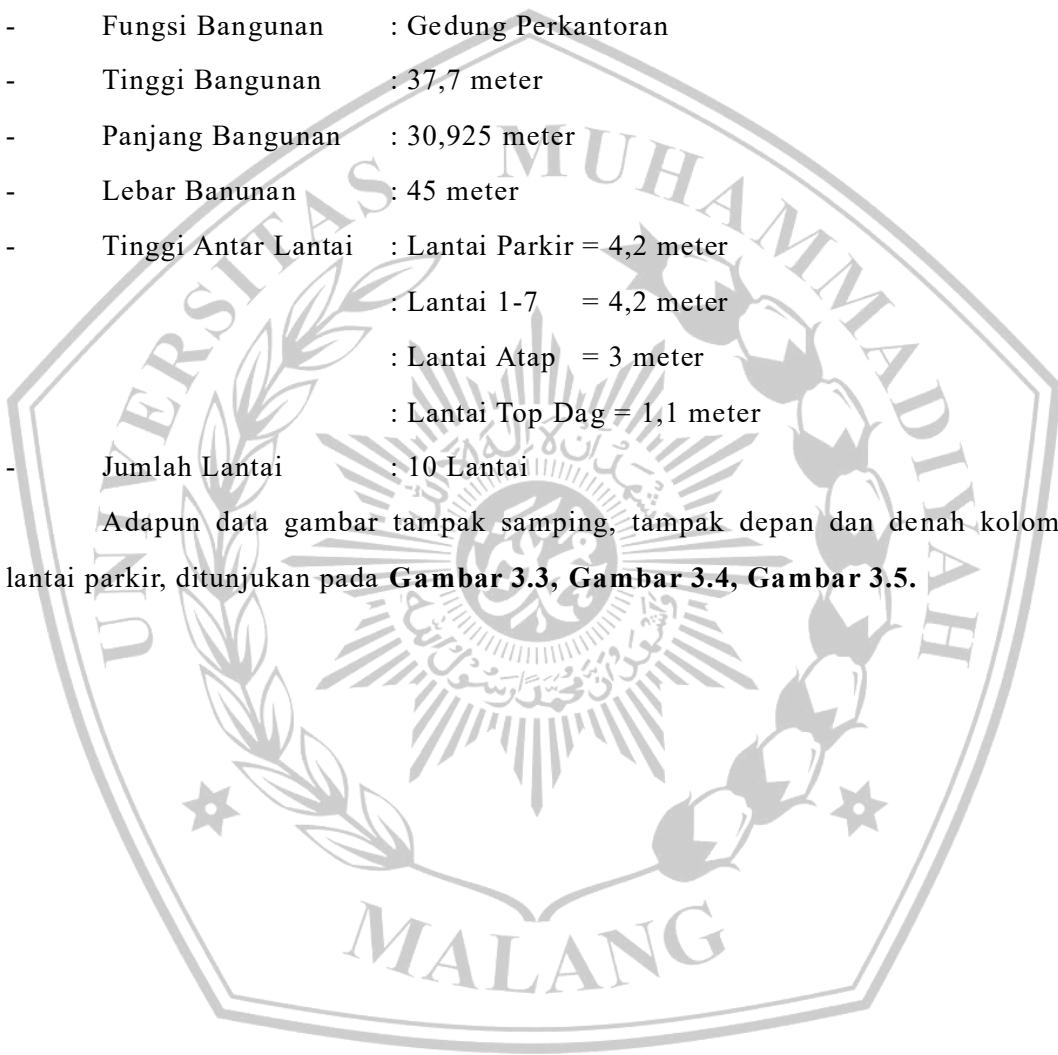 - Fungsi Bangunan : Gedung Perkantoran
- Tinggi Bangunan : 37,7 meter
- Panjang Bangunan : 30,925 meter
- Lebar Banunan : 45 meter
- Tinggi Antar Lantai : Lantai Parkir = 4,2 meter
: Lantai 1-7 = 4,2 meter
: Lantai Atap = 3 meter
: Lantai Top Dag = 1,1 meter
- Jumlah Lantai : 10 Lantai
Adapun data gambar tampak samping, tampak depan dan denah kolom
lantai parkir, ditunjukan pada Gambar 3.3, Gambar 3.4, Gambar 3.5.
UNIVERSITAS MUHAMMADIYAH
MALANG